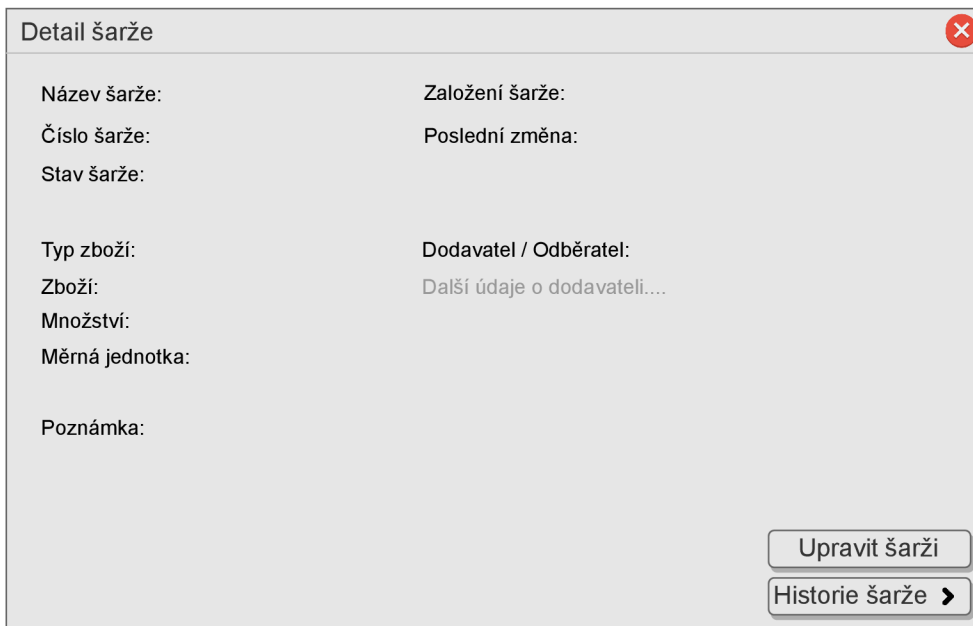 Detail šarže
Název šarže:
Založení šarže:
Číslo šarže:
Poslední změna:
Stav šarže:
Typ zboží:
Dodavatel / Odběratel:
Zboží:
Další údaje o dodavateli....
Množství:
Měrná jednotka:
Poznámka:
Upravit šarži
Historie šarže